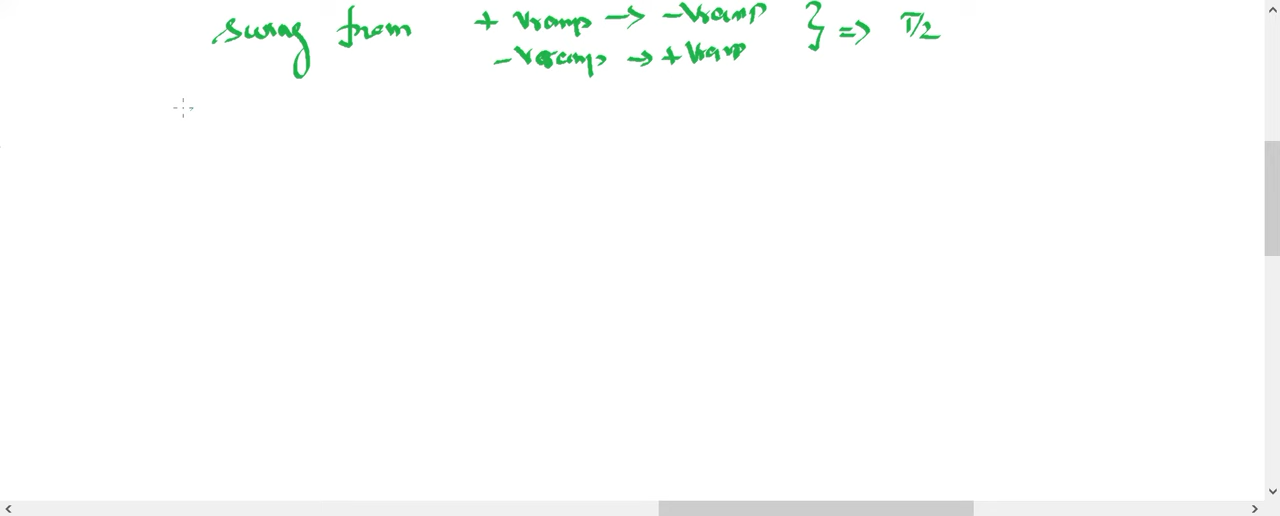 swing from + Vramp → -Vramp } => T/2
-Vramp → +Vramp